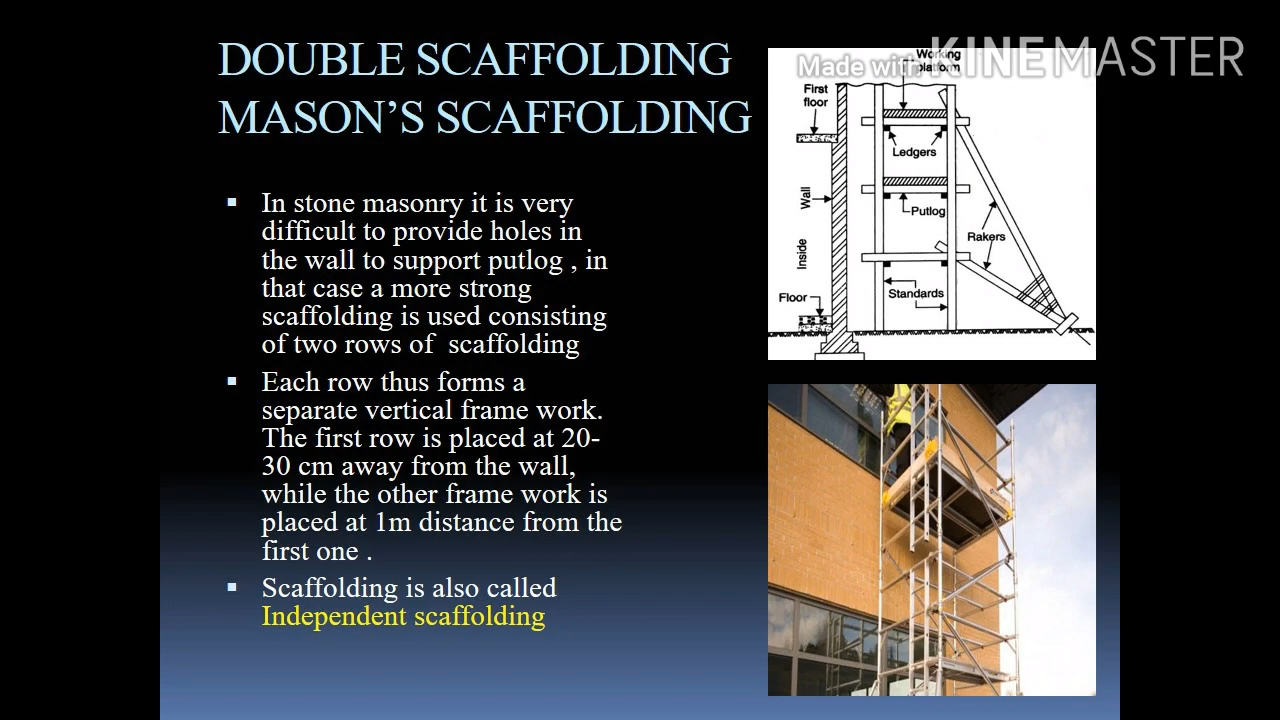 DOUBLE SCAFFOLDING
MASON’S SCAFFOLDING
▪ In stone masonry it is very
difficult to provide holes in
the wall to support putlog , in
that case a more strong
scaffolding is used consisting
of two rows of scaffolding
▪ Each row thus forms a
separate vertical frame work.
The first row is placed at 20-
30 cm away from the wall,
while the other frame work is
placed at 1m distance from the
first one .
▪ Scaffolding is also called
Independent scaffolding
Made with KINEMASTER
Working
platform
First
floor
Ledgers
Wall
Putlog
Rakers
Inside
Standards
Floor